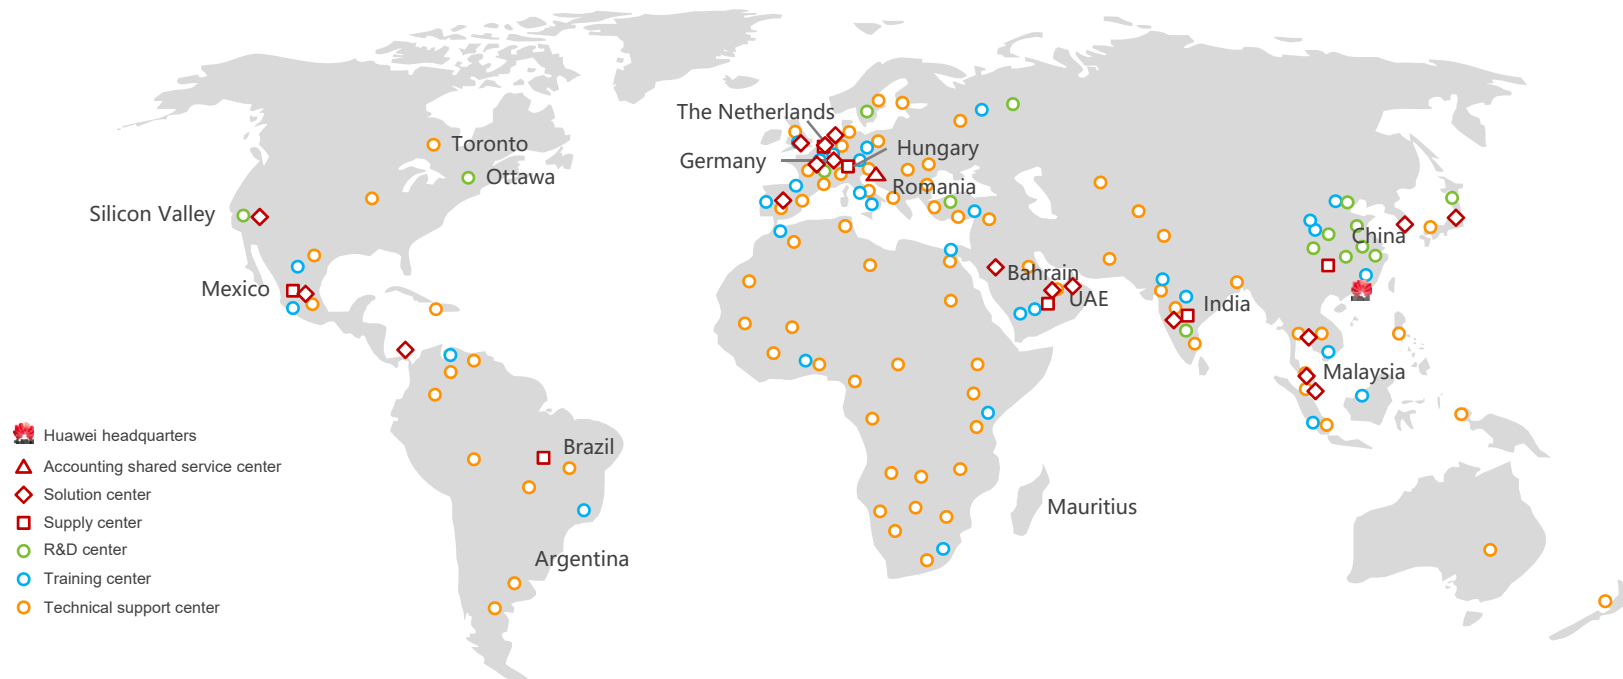 The Netherlands
Toronto
Germany
Hungary
Ottawa
Romania
Silicon Valley
China
Bahrain
Mexico
UAE
India
Malaysia
Huawei headquarters
Brazil
Accounting shared service center
Solution center
Mauritius
Supply center
R&D center
Argentina
Training center
Technical support center